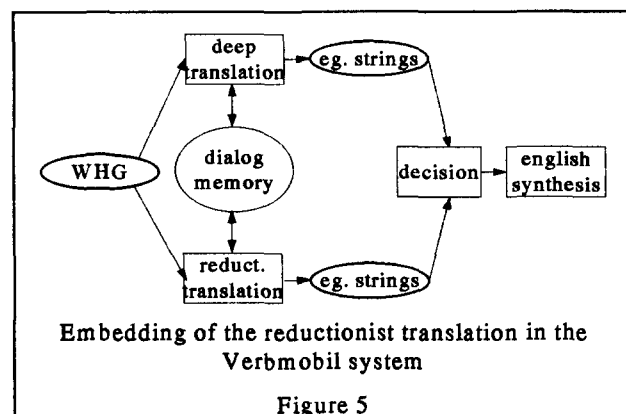 deep
translation
eg. strings
WHG
dialog
memory
decision
english
synthesis
reduct.
translation
eg. strings
Embedding of the reductionist translation in the
Verbmobil system
Figure 5